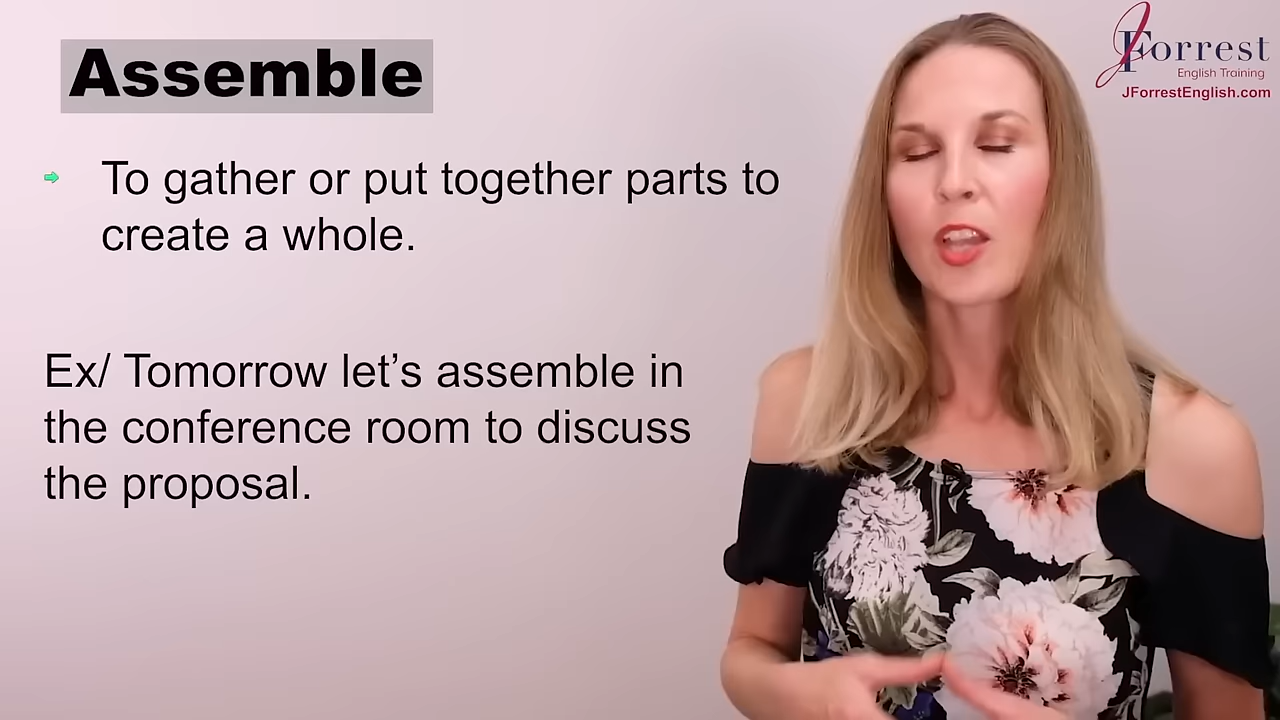 Assemble
To gather or put together parts to
create a whole.
Ex/ Tomorrow let’s assemble in
the conference room to discuss
the proposal.
JForrest
English Training
JForrestEnglish.com